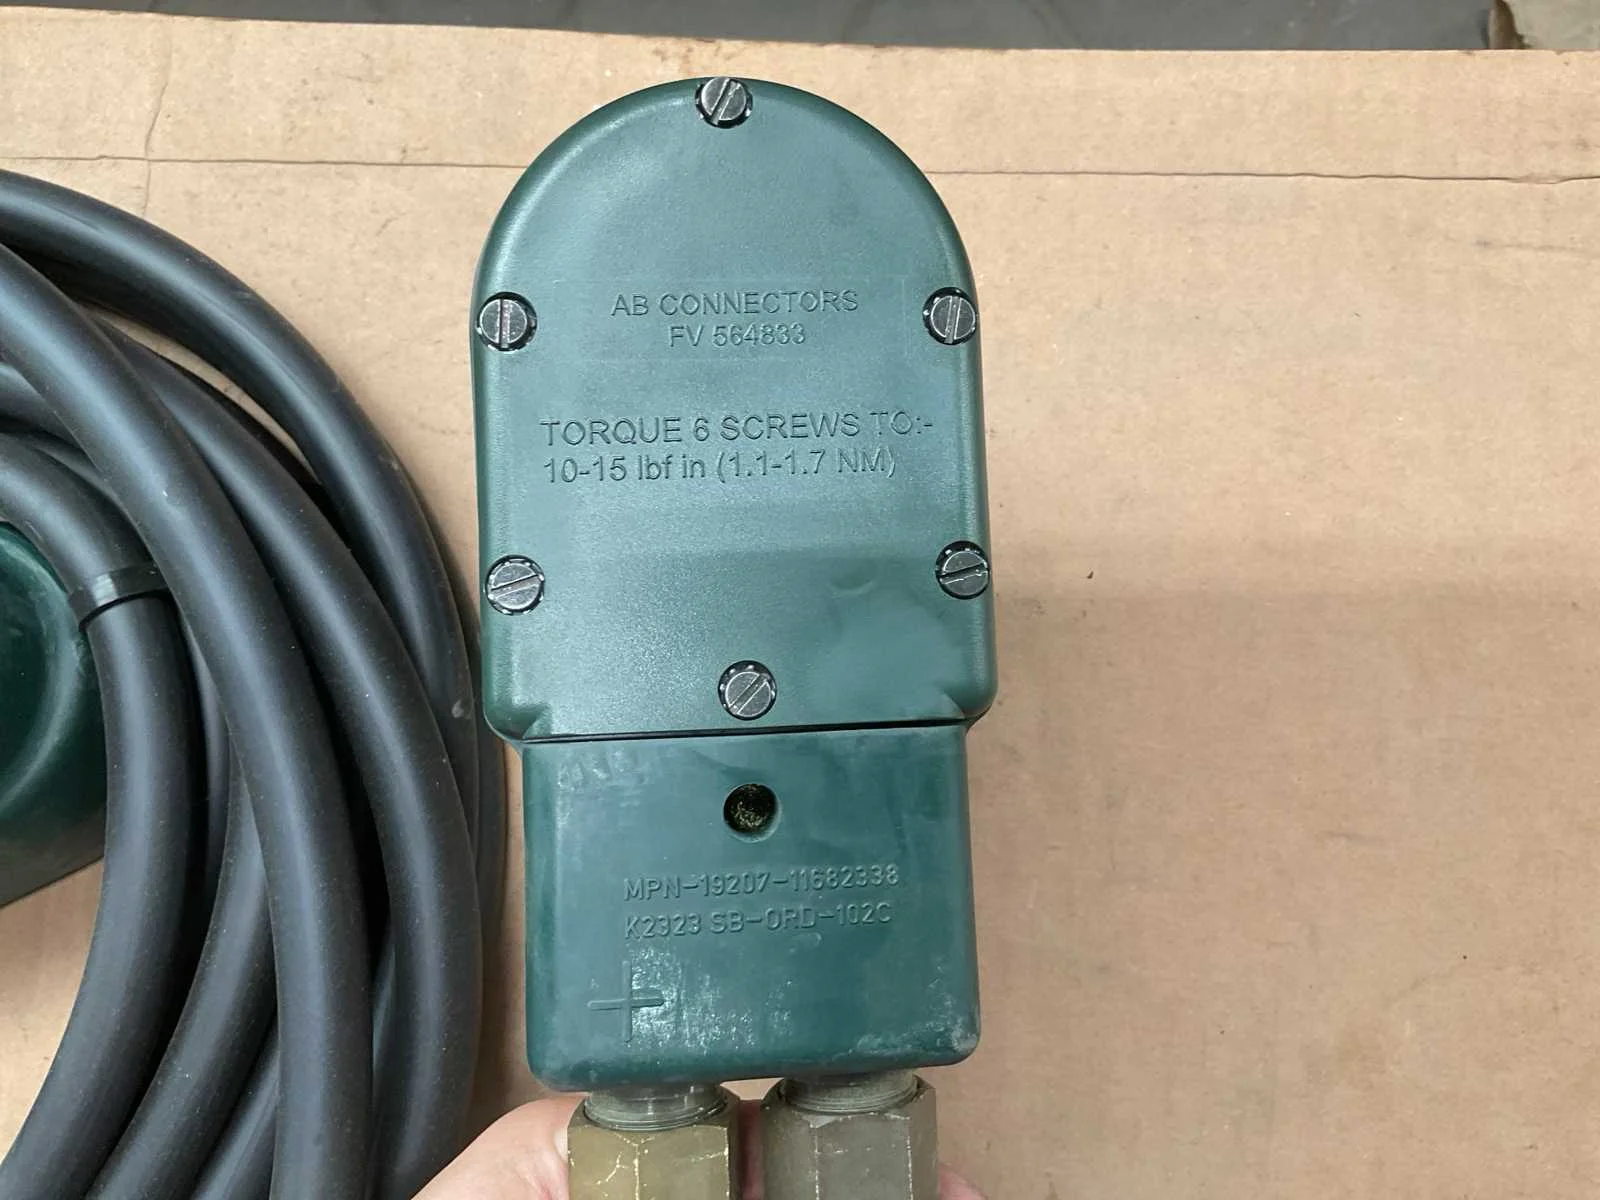 AB CONNECTORS
FV 564833
TORQUE 6 SCREWS TO:-
10-15 lbf in (1.1-1.7 NM)
MPN-19207-11682338
K2323 SB-ORD-102C
+